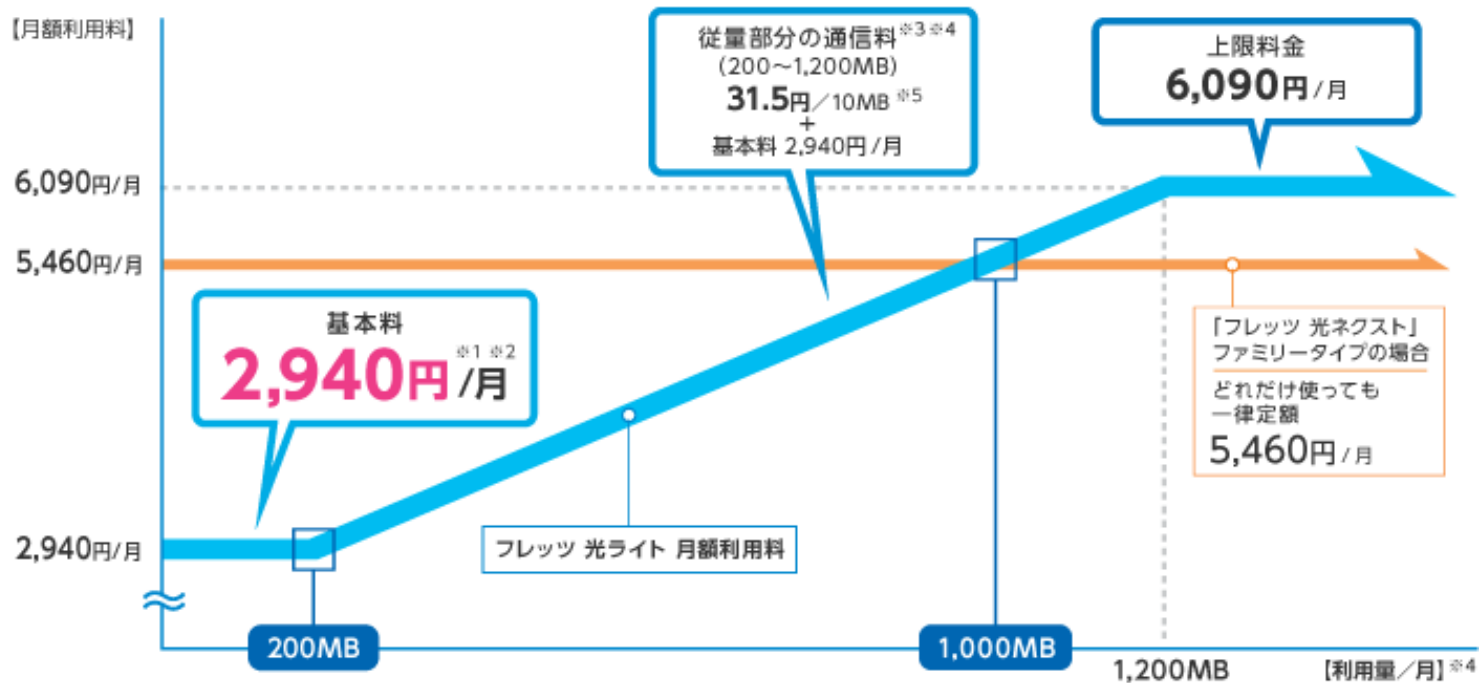 【月額利用料】
従量部分の通信料※3 ※4
(200~1,200MB)
31.5円/10MB ※5
+
基本料 2,940円/月
上限料金
6,090円/月
6,090円/月
5,460円/月
基本料
2,940円/月※1 ※2
「フレッツ 光ネクスト」
ファミリータイプの場合
どれだけ使っても
一律定額
5,460円/月
2,940円/月
フレッツ 光ライト 月額利用料
200MB
1,000MB
1,200MB
【利用量/月】※4